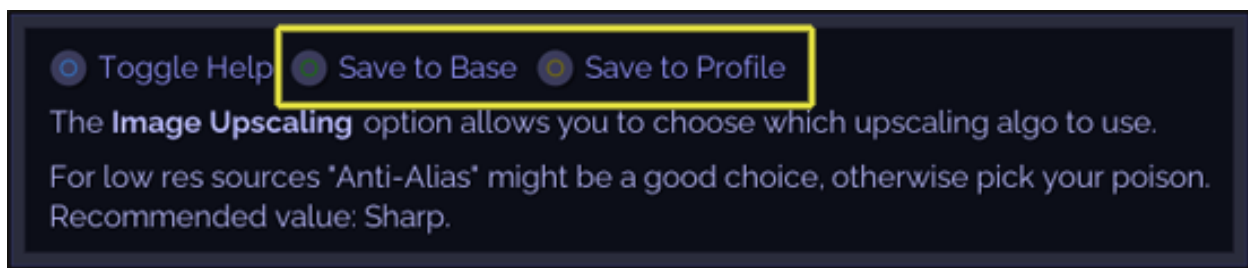 Toggle Help Save to Base Save to Profile
The Image Upscaling option allows you to choose which upscaling algo to use.
For low res sources "Anti-Alias" might be a good choice, otherwise pick your poison.
Recommended value: Sharp.